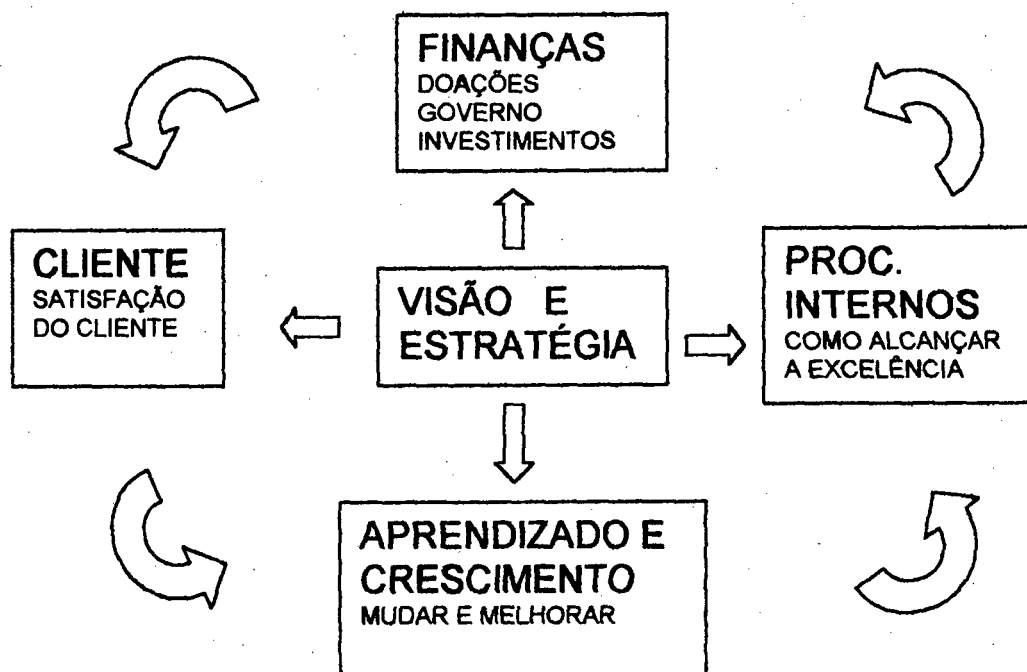 FINANÇAS
DOAÇÕES
GOVERNO
INVESTIMENTOS
CLIENTE
SATISFAÇÃO
DO CLIENTE
VISÃO E
ESTRATÉGIA
PROC.
INTERNOS
COMO ALCANÇAR
A EXCELÊNCIA
APRENDIZADO E
CRESCIMENTO
MUDAR E MELHORAR